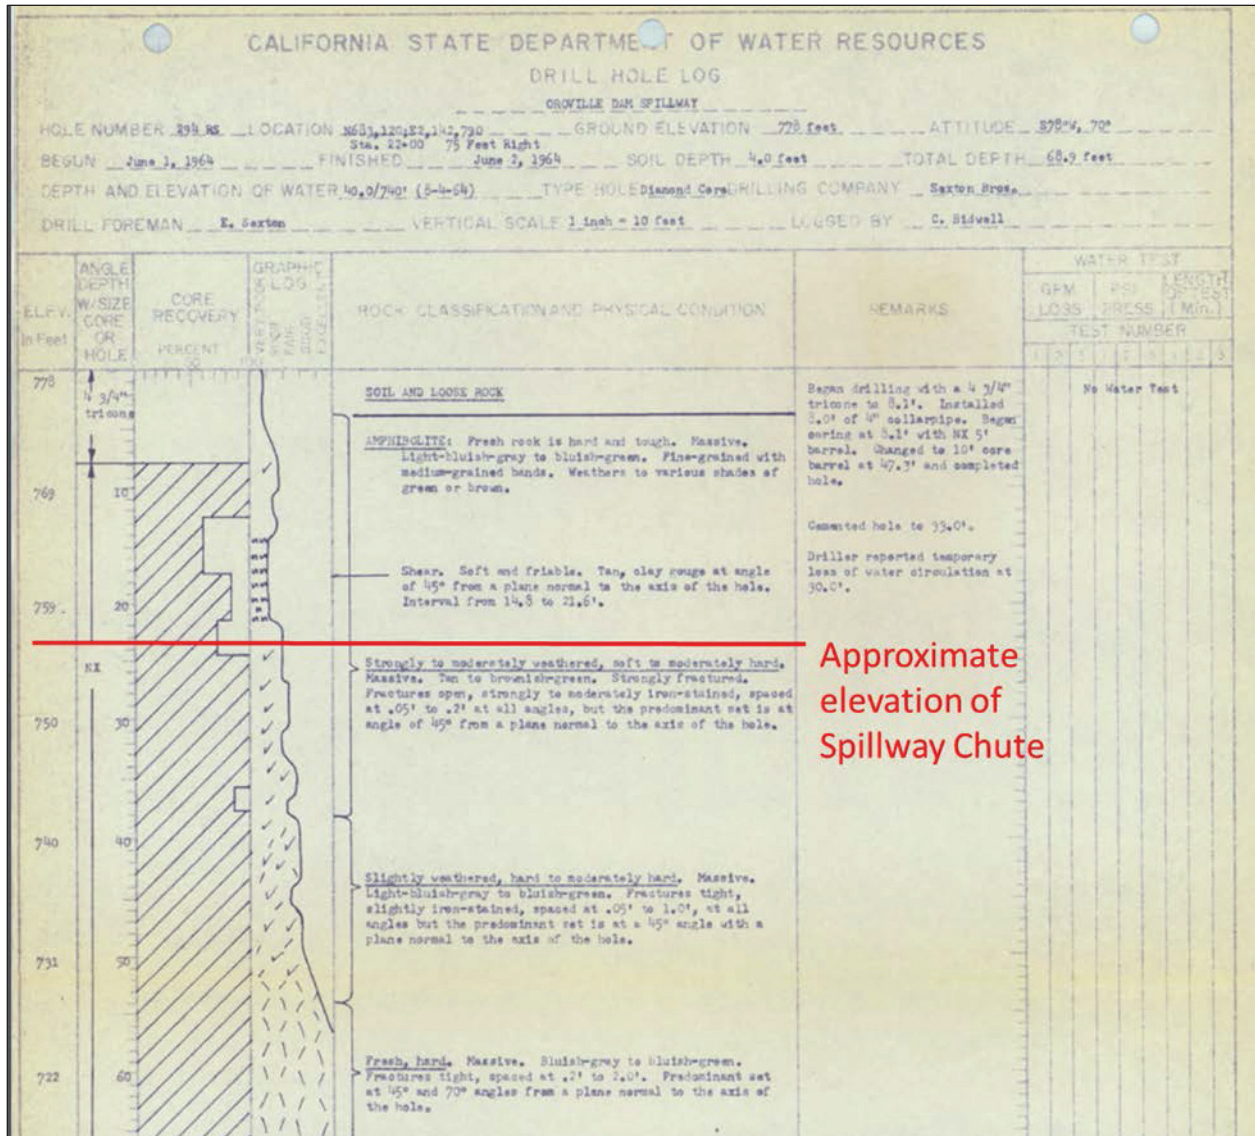 CALIFORNIA STATE DEPARTMENT OF WATER RESOURCES
DRILL HOLE LOG
OROVILLE DAM SPILLWAY
HOLE NUMBER 294 RS LOCATION N683,120;E2,142,790 GROUND ELEVATION 778 feet ATTITUDE S78°W, 70°
Sta. 22+00 75 Feet Right
BEGUN June 1, 1964 FINISHED June 2, 1964 SOIL DEPTH 4.0 feet TOTAL DEPTH 68.9 feet
DEPTH AND ELEVATION OF WATER 40.0/740' (8-4-64) TYPE HOLE Diamond Core DRILLING COMPANY Saxton Bros.
DRILL FOREMAN E. Sexton VERTICAL SCALE 1 inch = 10 feet LOGGED BY C. Bidwell
ELEV.
In Feet
ANGLE
DEPTH
W/SIZE
CORE
OR
HOLE
CORE
RECOVERY
PERCENT
GRAPHIC
LOG
VERY POOR
POOR
FAIR
GOOD
EXCELLENT
ROCK CLASSIFICATION AND PHYSICAL CONDITION
REMARKS
WATER TEST
GPM
LOSS
PSI
PRESS
LENGTH
OF TEST
(Min.)
TEST NUMBER
1 2 3 1 2 3 1 2 3
778
4 3/4"
tricone
SOIL AND LOOSE ROCK
AMPHIBOLITE: Fresh rock is hard and tough. Massive.
Light-bluish-gray to bluish-green. Fine-grained with
medium-grained bands. Weathers to various shades of
green or brown.
Began drilling with a 4 3/4"
tricone to 8.1'. Installed
8.0' of 4" collarpipe. Began
coring at 8.1' with NX 5'
barrel. Changed to 10' core
barrel at 47.3' and completed
hole.
No Water Test
769
10
Cemented hole to 33.0'.
Driller reported temporary
loss of water circulation at
30.0'.
Shear. Soft and friable. Tan, clay gouge at angle
of 45° from a plane normal to the axis of the hole.
Interval from 14.8 to 21.6'.
759
20
Approximate
elevation of
Spillway Chute
NX
Strongly to moderately weathered, soft to moderately hard.
Massive. Tan to brownish-green. Strongly fractured.
Fractures open, strongly to moderately iron-stained, spaced
at .05' to .2' at all angles, but the predominant set is at
angle of 45° from a plane normal to the axis of the hole.
750
30
740
40
Slightly weathered, hard to moderately hard. Massive.
Light-bluish-gray to bluish-green. Fractures tight,
slightly iron-stained, spaced at .05' to 1.0', at all
angles but the predominant set is at a 45° angle with a
plane normal to the axis of the hole.
731
50
Fresh, hard. Massive. Bluish-gray to bluish-green.
Fractures tight, spaced at .2' to 2.0'. Predominant set
at 45° and 70° angles from a plane normal to the axis of
the hole.
722
60